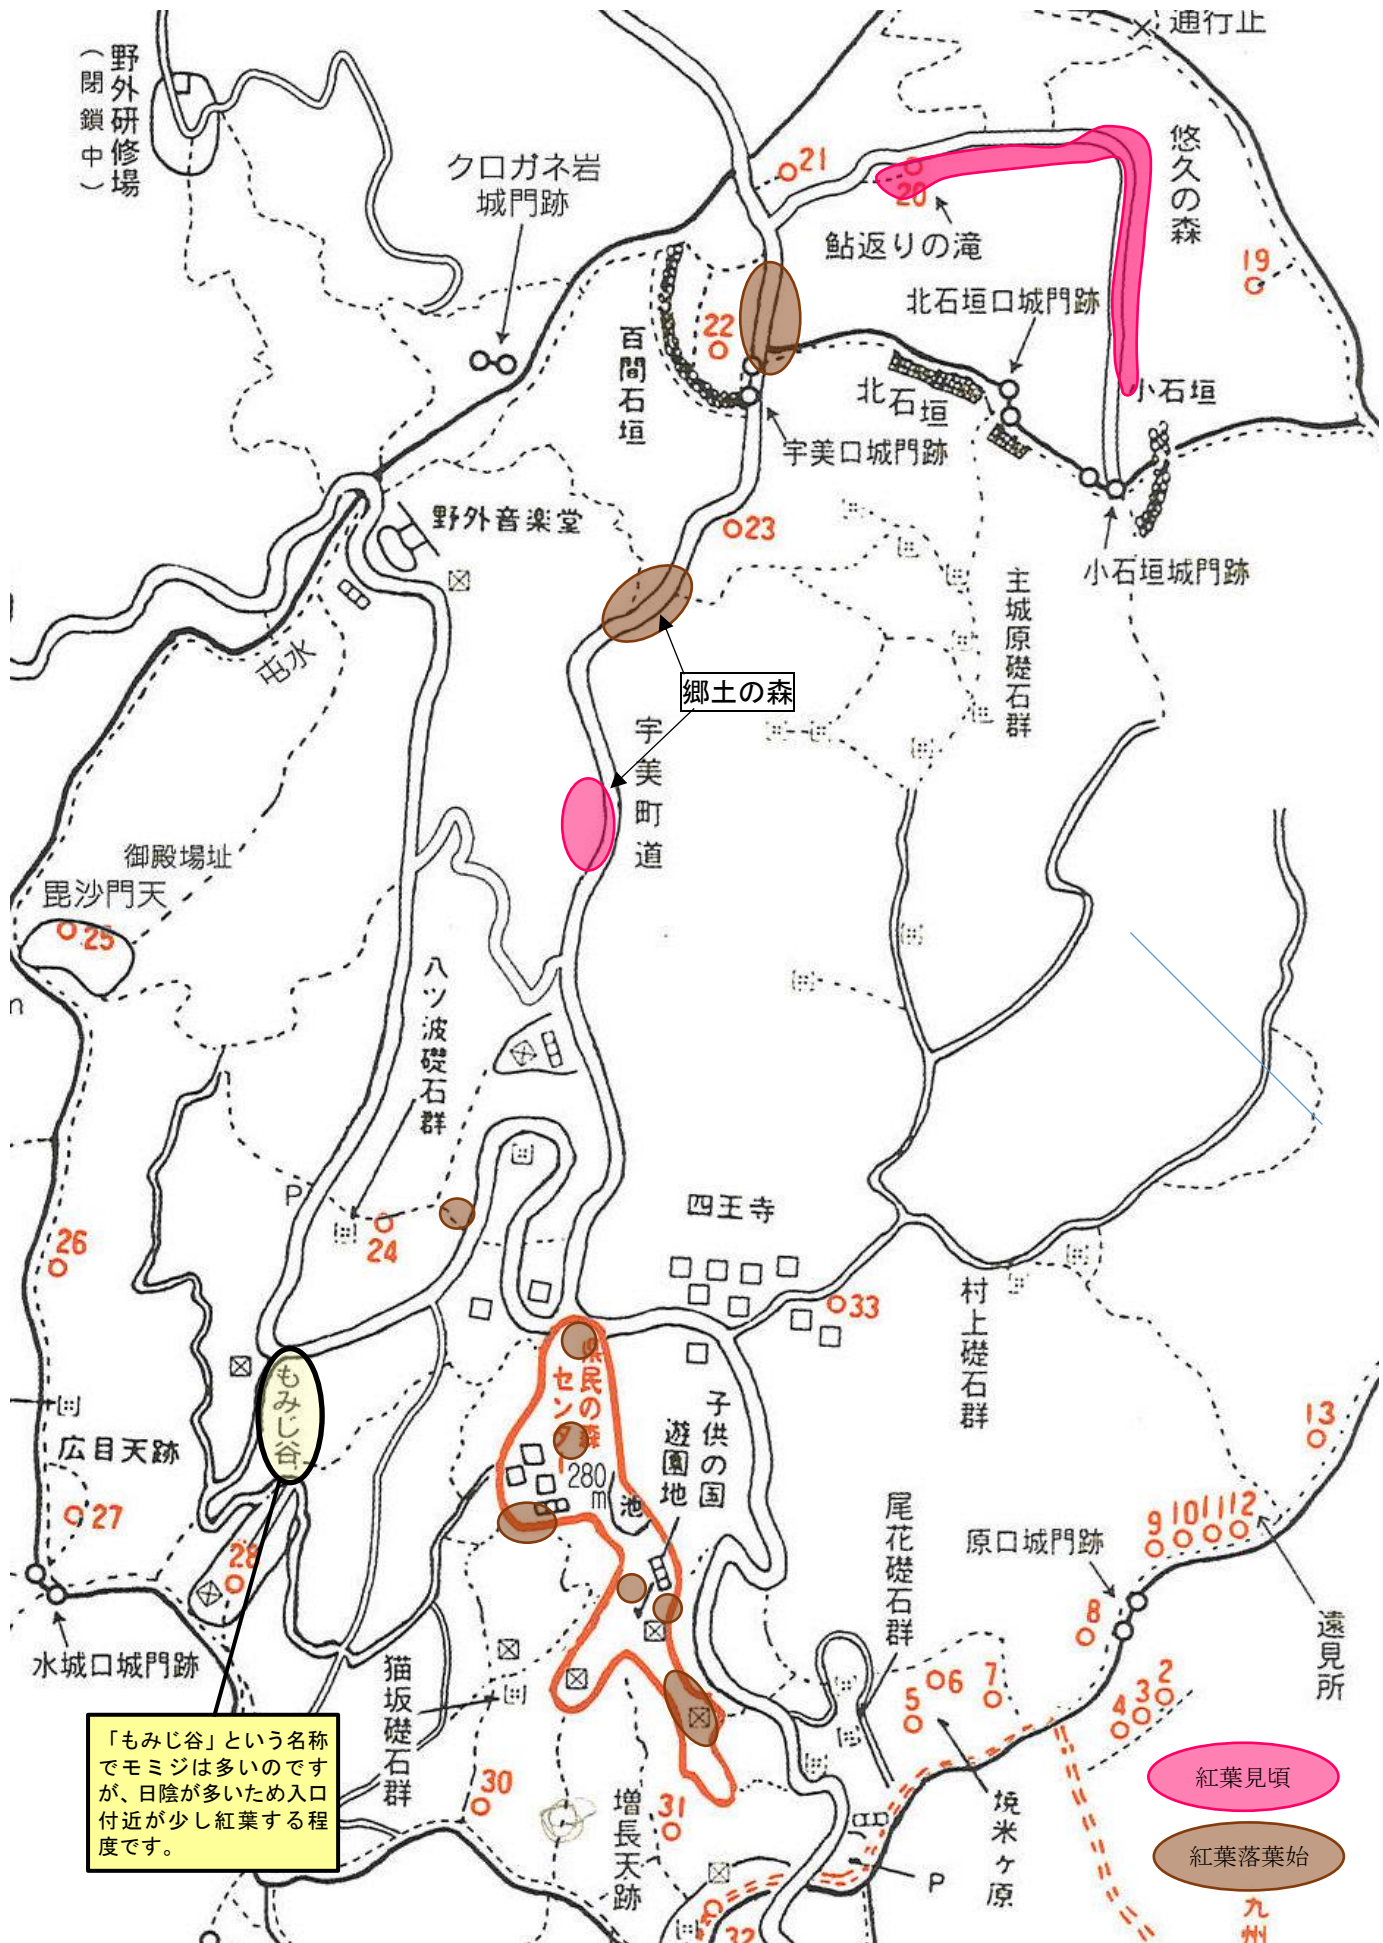 通行止
野外研修場
（閉鎖中）
クロガネ岩
城門跡
21
20
鮎返りの滝
悠久の森
19
北石垣口城門跡
22
百間石垣
北石垣
小石垣
宇美口城門跡
野外音楽堂
23
小石垣城門跡
主城原礎石群
屯水
郷土の森
宇美町道
御殿場址
毘沙門天
25
八ツ波礎石群
P
24
26
四王寺
33
村上礎石群
もみじ谷
県民の森
センター
280
m
池
子供の国
遊園地
広目天跡
27
28
13
12
11
10
9
原口城門跡
尾花礎石群
8
遠見所
水城口城門跡
猫坂礎石群
7
6
5
2
3
4
「もみじ谷」という名称
でモミジは多いのです
が、日陰が多いため入口
付近が少し紅葉する程
度です。
30
31
増長天跡
焼米ヶ原
P
32
紅葉見頃
紅葉落葉始
九州